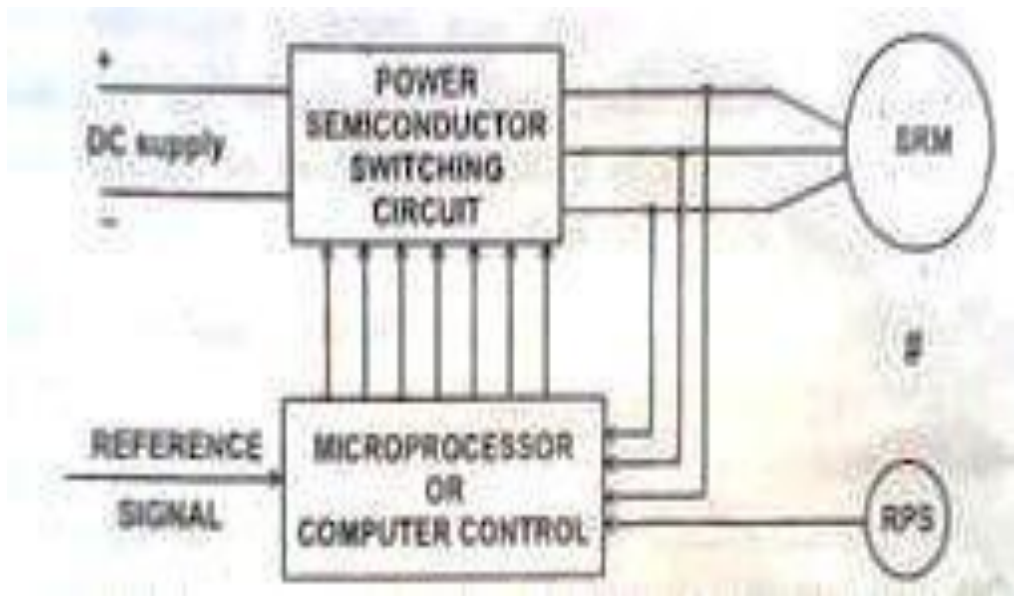 +
DC supply
−
POWER
SEMICONDUCTOR
SWITCHING
CIRCUIT
SRM
#
REFERENCE
SIGNAL
MICROPROCESSOR
OR
COMPUTER CONTROL
RPS